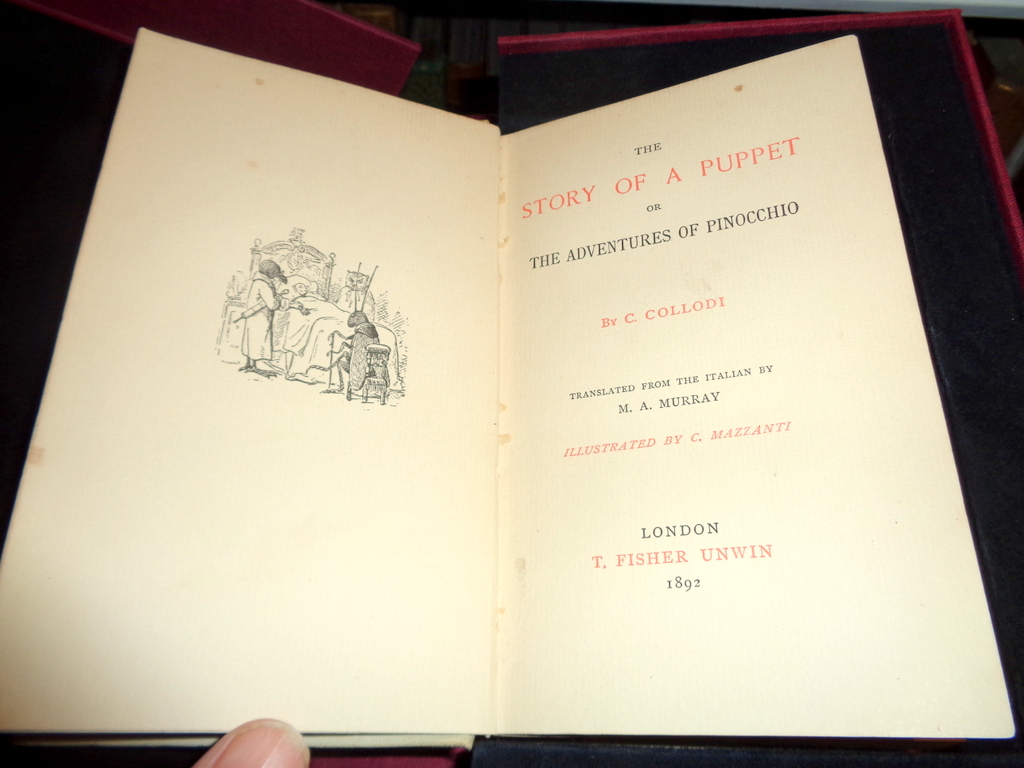 THE
STORY OF A PUPPET
OR
THE ADVENTURES OF PINOCCHIO
By C. COLLODI
TRANSLATED FROM THE ITALIAN BY
M. A. MURRAY
ILLUSTRATED BY C. MAZZANTI
LONDON
T. FISHER UNWIN
1892